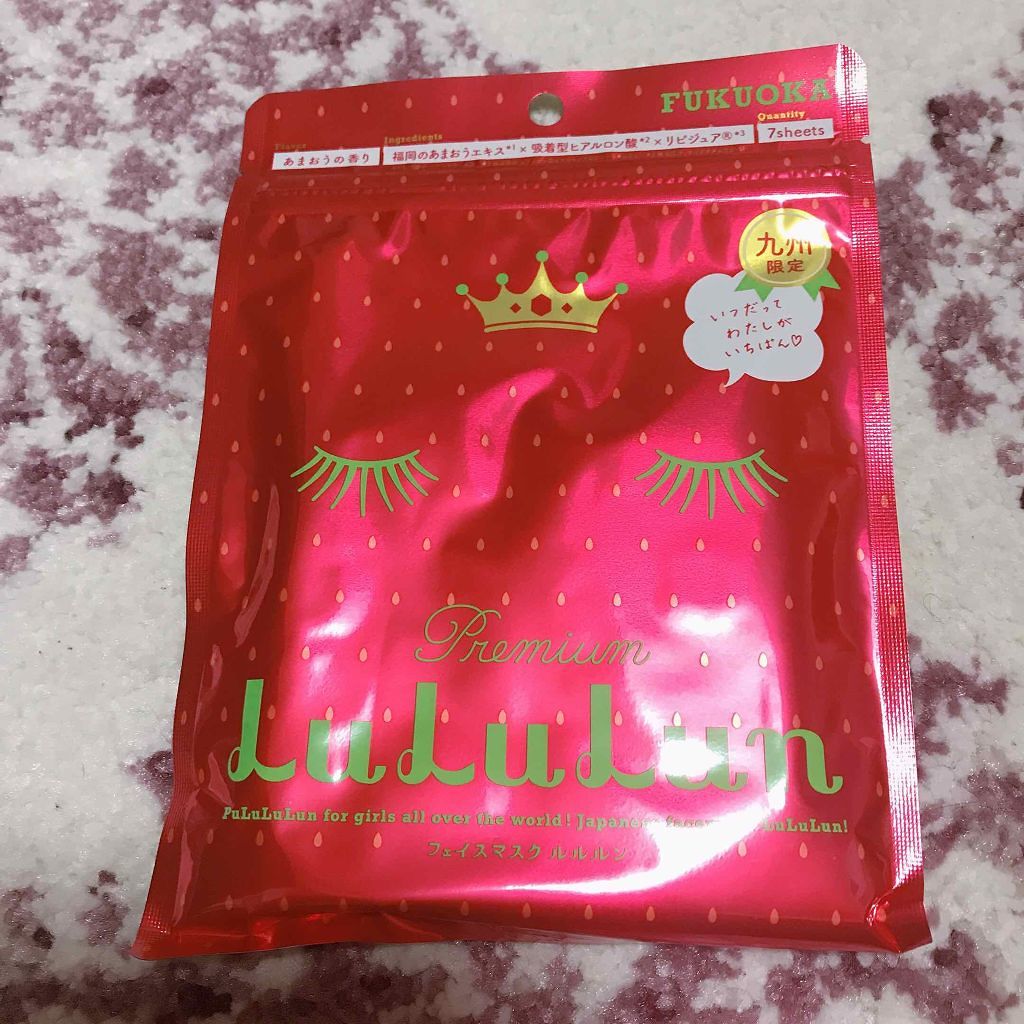 FUKUOKA
Flavor
あまおうの香り
Ingredients
福岡のあまおうエキス*1 × 吸着型ヒアルロン酸*2 × リピジュア®*3
Quantity
7sheets
九州
限定
いつだって
わたしが
いちばん♡
Premium
LuLuLun
PuLuLuLun for girls all over the world! Japanese LuLuLun!
フェイスマスク ルルルン